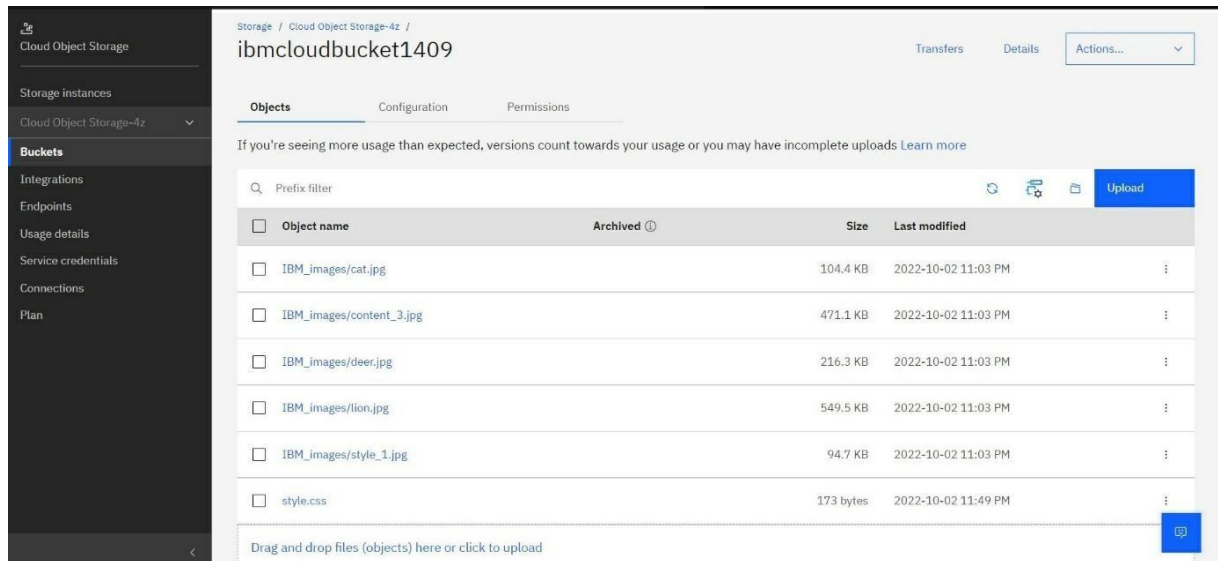 Cloud Object Storage
Storage instances
Cloud Object Storage-4z
Buckets
Integrations
Endpoints
Usage details
Service credentials
Connections
Plan
Storage / Cloud Object Storage-4z /
ibmcloudbucket1409
Transfers Details Actions...
Objects Configuration Permissions
If you're seeing more usage than expected, versions count towards your usage or you may have incomplete uploads Learn more
Prefix filter Upload
Object name Archived Size Last modified
IBM_images/cat.jpg 104.4 KB 2022-10-02 11:03 PM
IBM_images/content_3.jpg 471.1 KB 2022-10-02 11:03 PM
IBM_images/deer.jpg 216.3 KB 2022-10-02 11:03 PM
IBM_images/lion.jpg 549.5 KB 2022-10-02 11:03 PM
IBM_images/style_1.jpg 94.7 KB 2022-10-02 11:03 PM
style.css 173 bytes 2022-10-02 11:49 PM
Drag and drop files (objects) here or click to upload